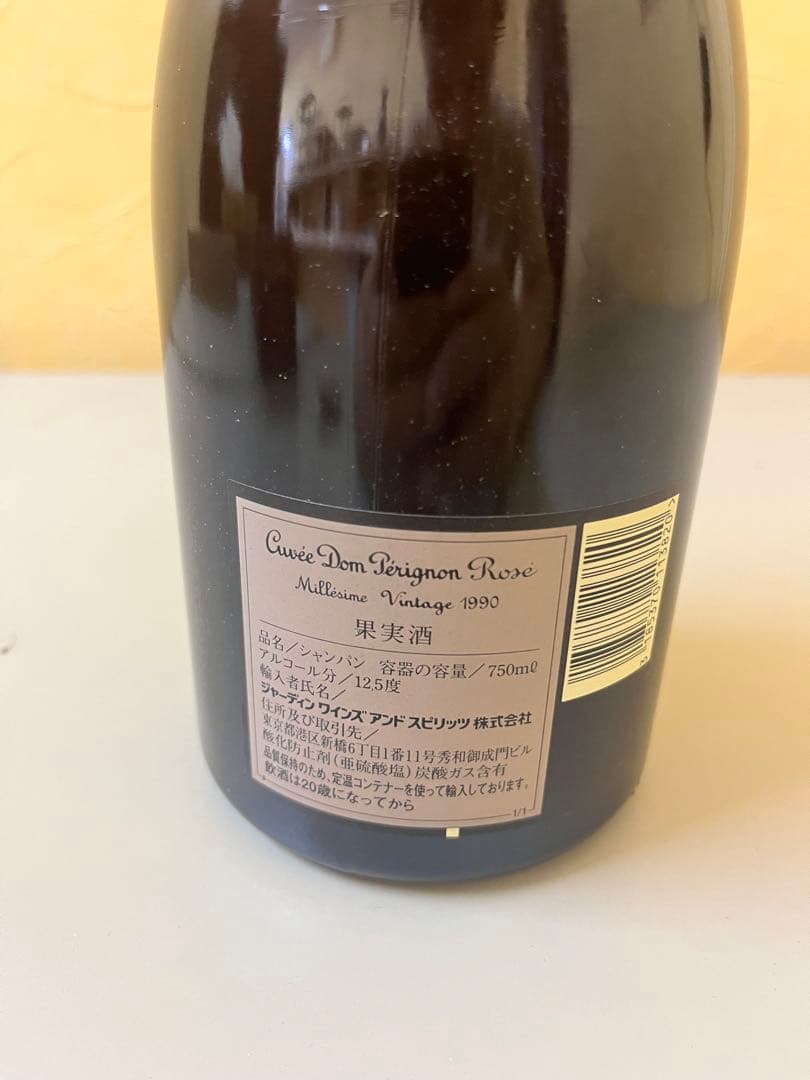 Cuvée Dom Pérignon Rosé
Millésime Vintage 1990
果実酒
品名／シャンパン 容器の容量／750mℓ
アルコール分／12.5度
輸入者氏名／
ジャーディン ワインズ アンド スピリッツ 株式会社
住所及び取引先／
東京都港区新橋6丁目1番11号秀和御成門ビル
酸化防止剤(亜硫酸塩)炭酸ガス含有
品質保持のため、定温コンテナーを使って輸入しております。
飲酒は20歳になってから
1/1
3 185370 113820 >